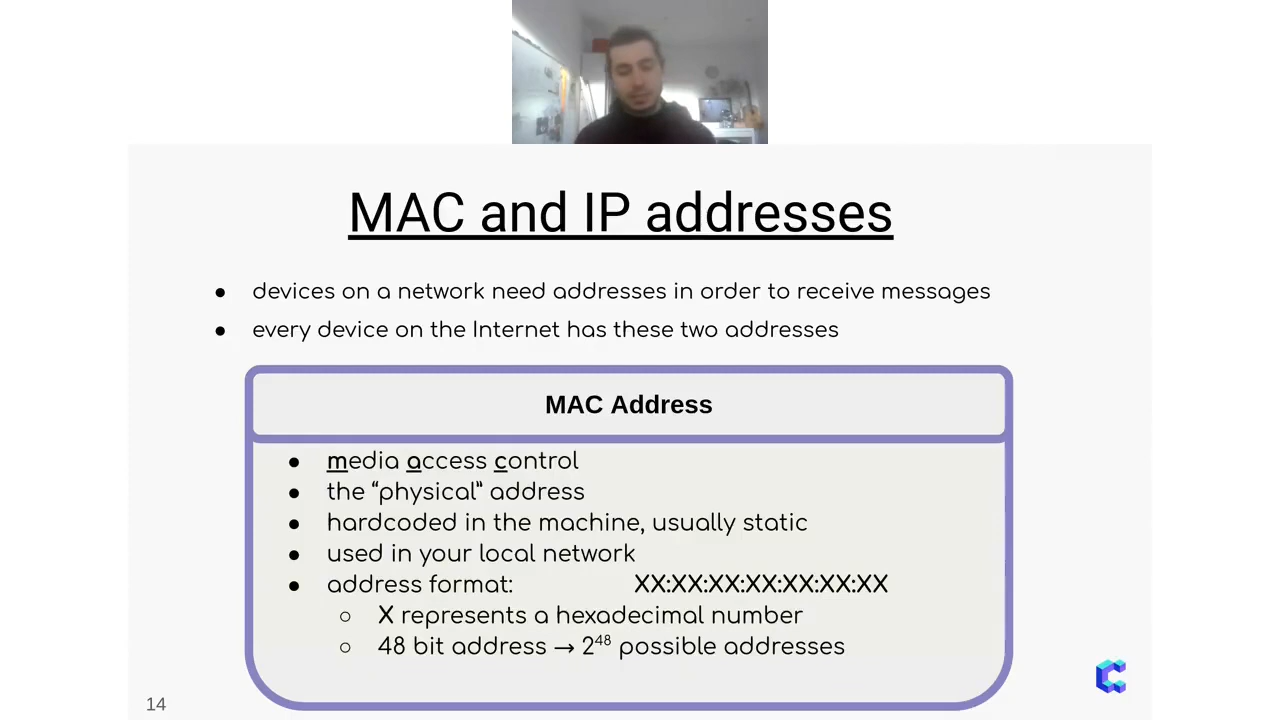 MAC and IP addresses
● devices on a network need addresses in order to receive messages
● every device on the Internet has these two addresses
MAC Address
● media access control
● the “physical” address
● hardcoded in the machine, usually static
● used in your local network
● address format: XX:XX:XX:XX:XX:XX:XX
○ X represents a hexadecimal number
○ 48 bit address → 2⁴⁸ possible addresses
14